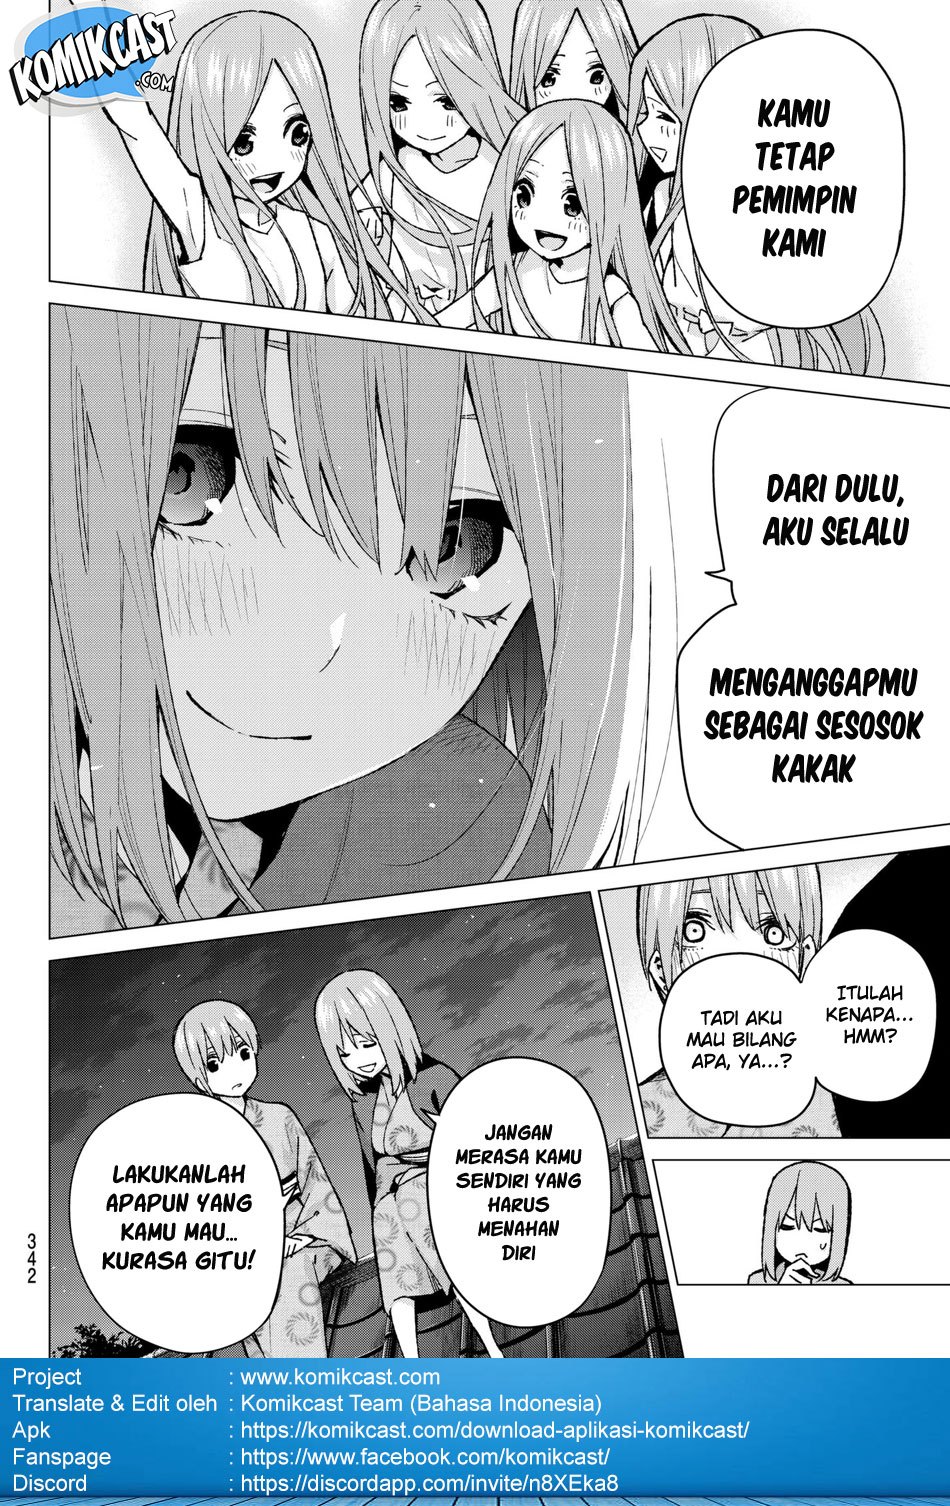 KOMIKCAST
.COM
KAMU
TETAP
PEMIMPIN
KAMI
DARI DULU,
AKU SELALU
MENGANGGAPMU
SEBAGAI SESOSOK
KAKAK
ITULAH
KENAPA...
HMM?
TADI AKU
MAU BILANG
APA, YA...?
JANGAN
MERASA KAMU
SENDIRI YANG
HARUS
MENAHAN
DIRI
LAKUKANLAH
APAPUN YANG
KAMU MAU...
KURASA GITU!
342
Project : www.komikcast.com
Translate & Edit oleh : Komikcast Team (Bahasa Indonesia)
Apk : https://komikcast.com/download-aplikasi-komikcast/
Fanspage : https://www.facebook.com/komikcast/
Discord : https://discordapp.com/invite/n8XEka8